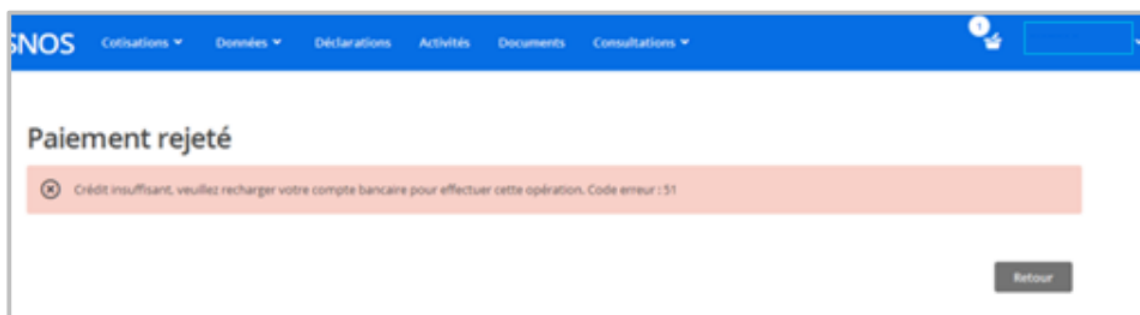 SNOS Cotisations Données Déclarations Activités Documents Consultations 1
Paiement rejeté
Crédit insuffisant, veuillez recharger votre compte bancaire pour effectuer cette opération. Code erreur : 51
Retour